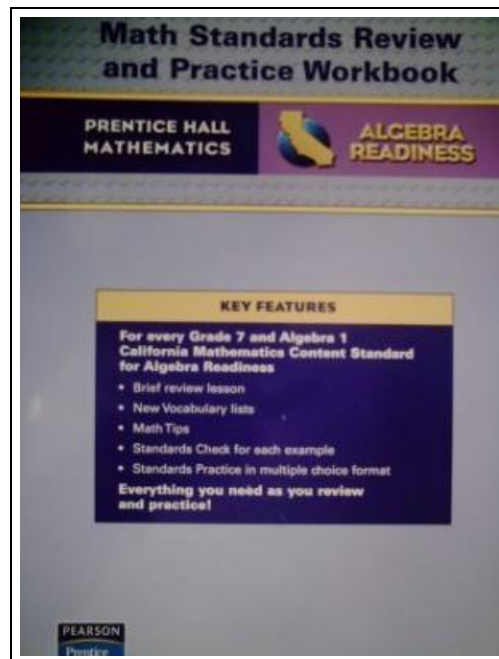 Math Standards Review
and Practice Workbook
PRENTICE HALL
MATHEMATICS
ALGEBRA
READINESS
KEY FEATURES
For every Grade 7 and Algebra 1
California Mathematics Content Standard
for Algebra Readiness
• Brief review lesson
• New Vocabulary lists
• Math Tips
• Standards Check for each example
• Standards Practice in multiple choice format
Everything you need as you review
and practice!
PEARSON
Prentice